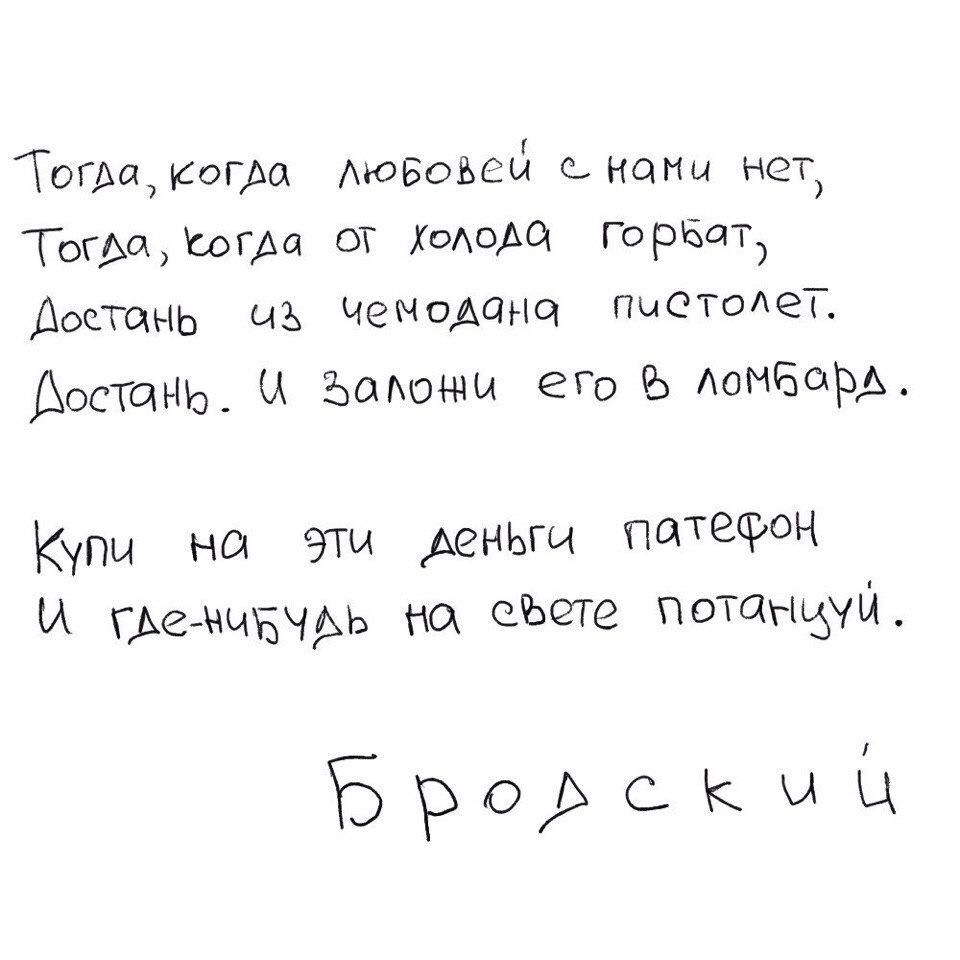 Тогда, когда любовей с нами нет,
Тогда, когда от холода горбат,
Достань из чемодана пистолет.
Достань. И заложи его в ломбард.
Купи на эти деньги патефон
И где-нибудь на свете потанцуй.
Бродский